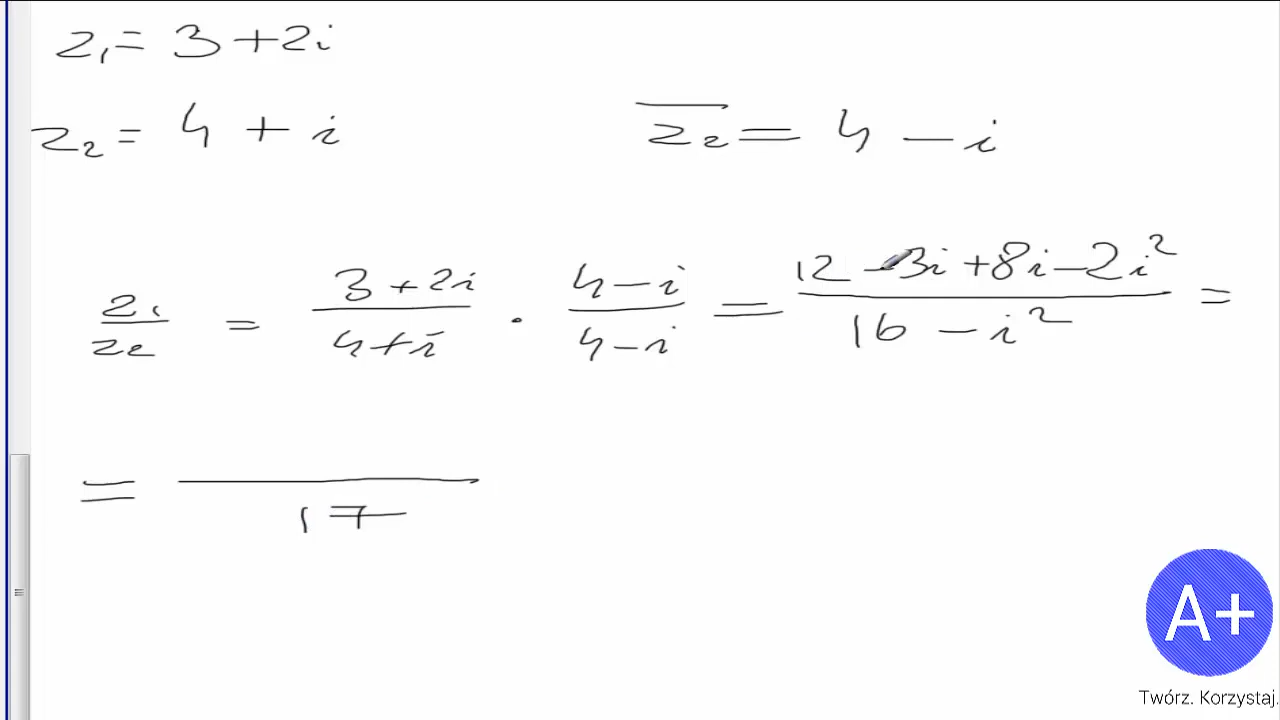 z₁ = 3 + 2i
z₂ = 4 + i
z̅₂ = 4 - i
z₁/z₂ = (3 + 2i)/(4 + i) · (4 - i)/(4 - i) = (12 - 3i + 8i - 2i²)/(16 - i²) =
= /17
A+
Twórz. Korzystaj.